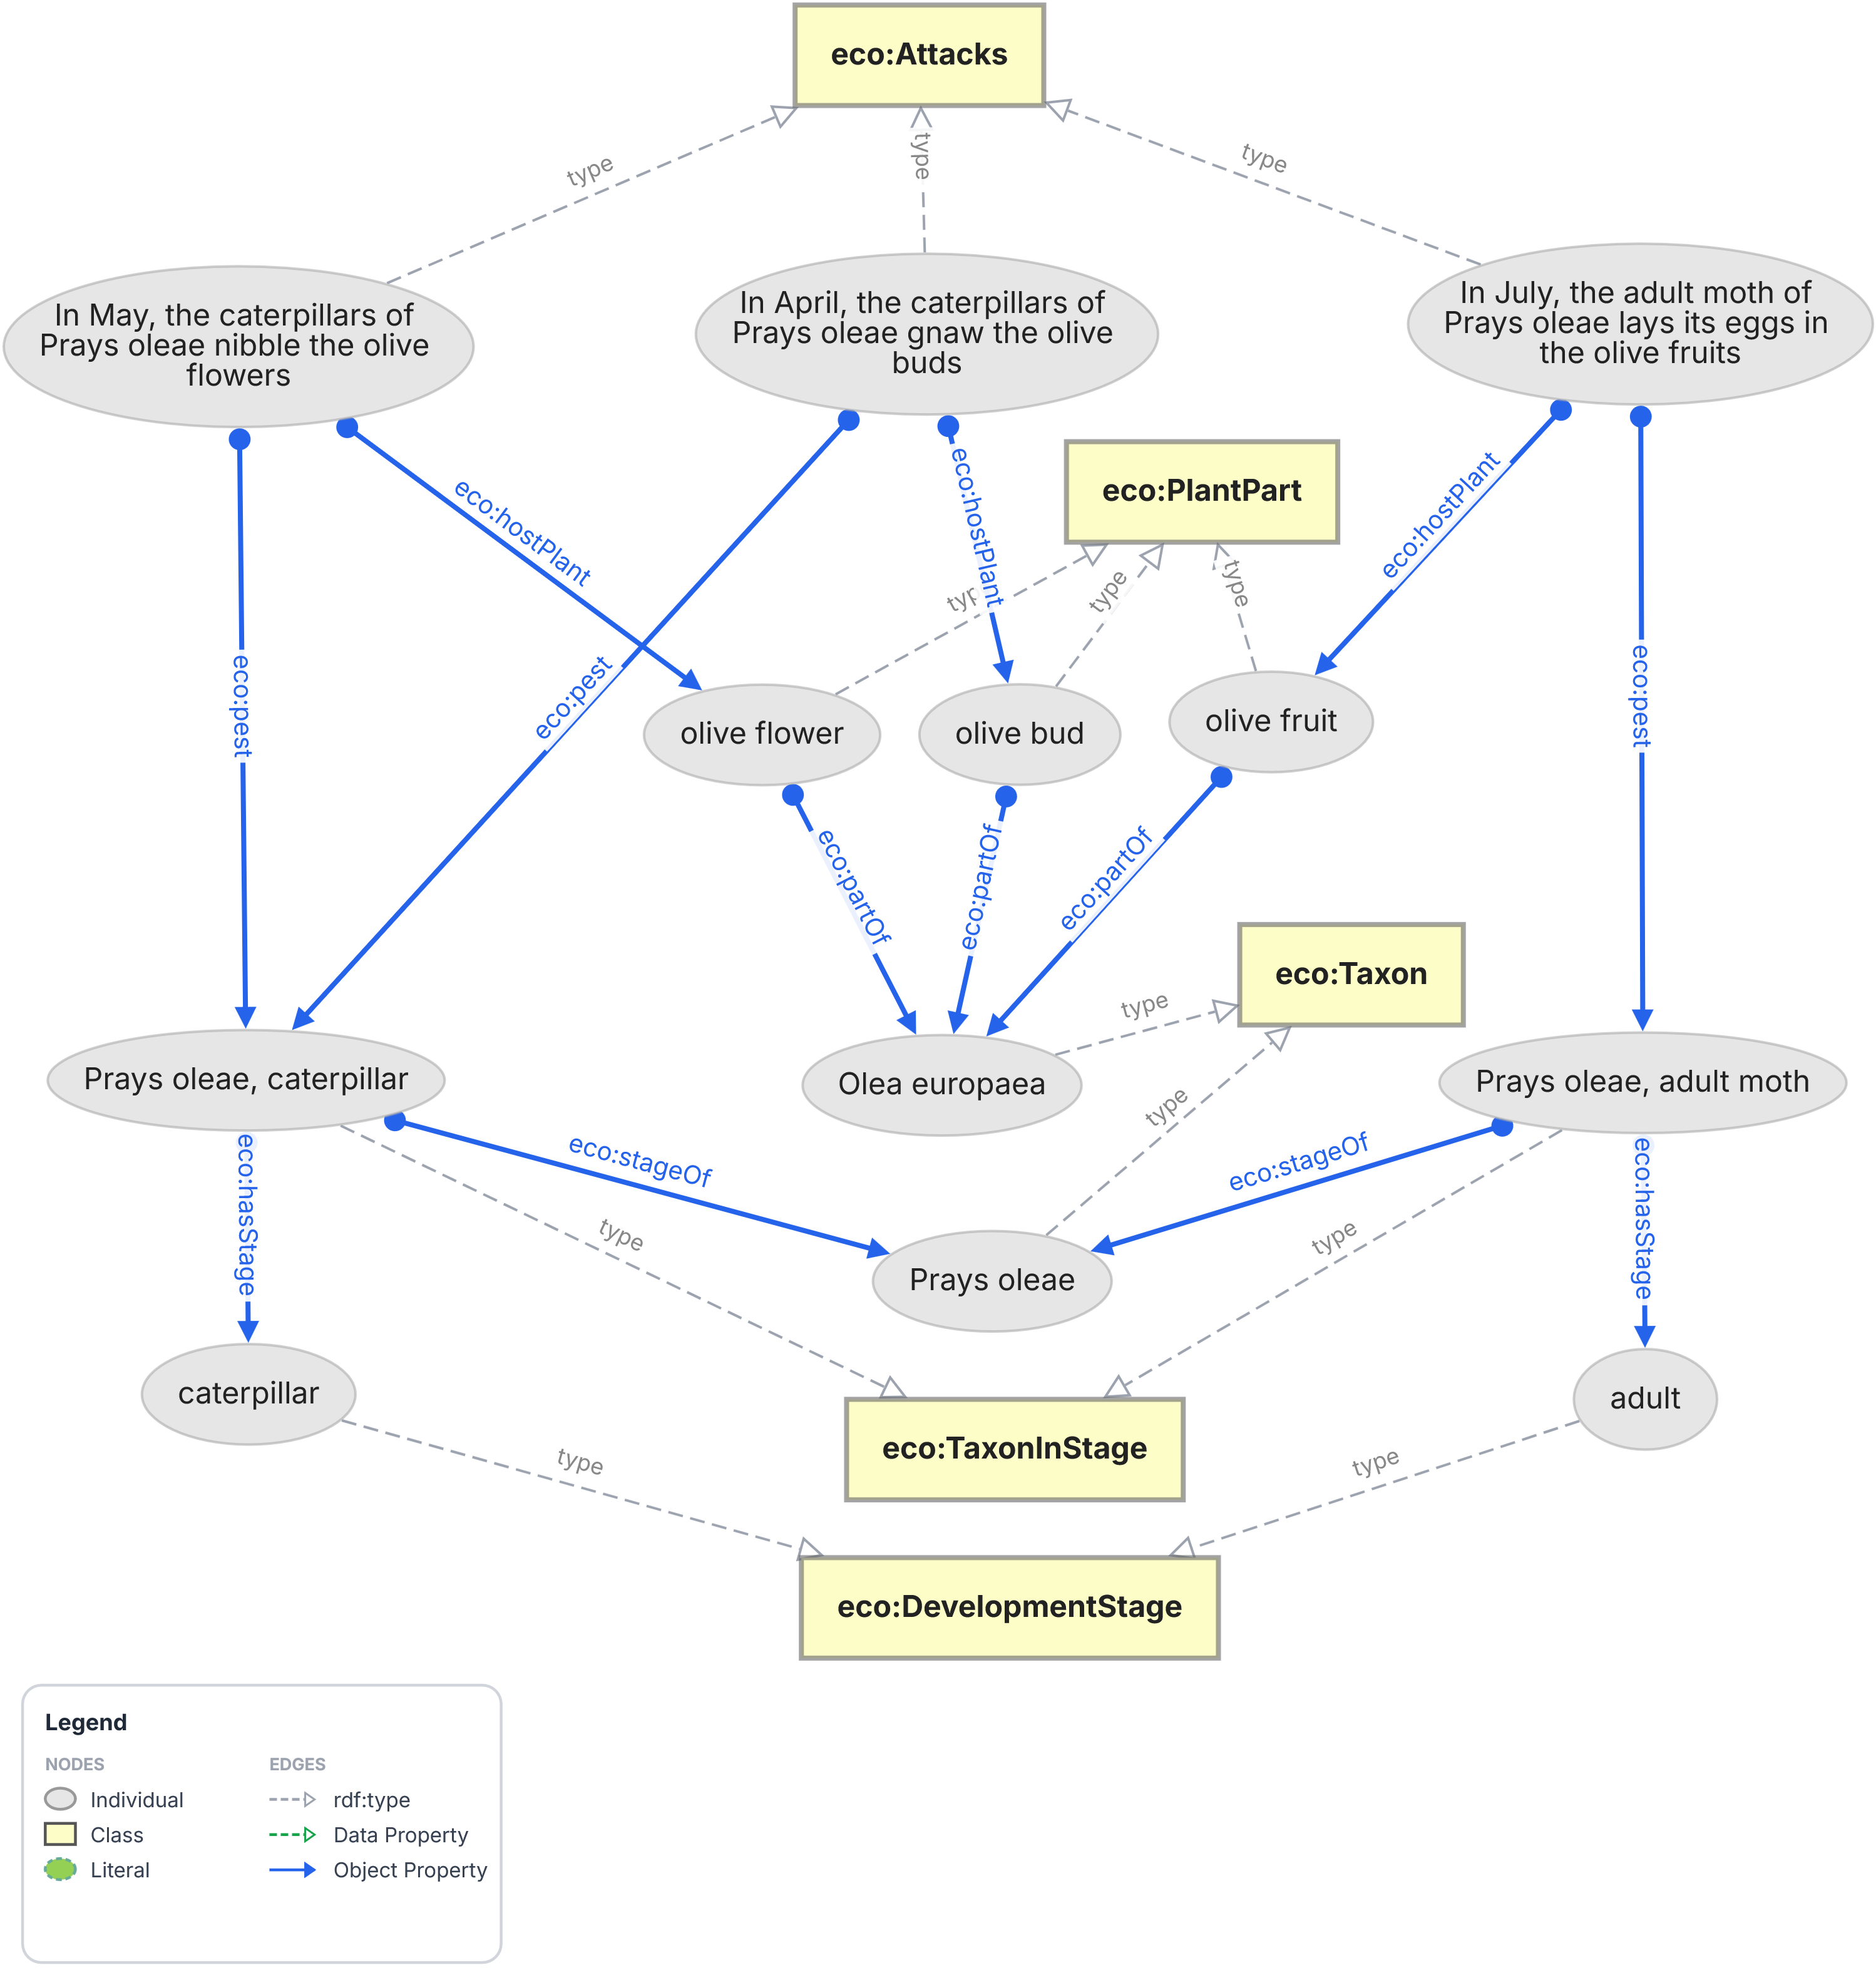 eco:Attacks
type
type
type
In May, the caterpillars of
Prays oleae nibble the olive
flowers
In April, the caterpillars of
Prays oleae gnaw the olive
buds
In July, the adult moth of
Prays oleae lays its eggs in
the olive fruits
eco:hostPlant
eco:hostPlant
eco:PlantPart
eco:hostPlant
type
type
eco:pest
eco:pest
eco:pest
olive flower
olive bud
olive fruit
eco:partOf
eco:partOf
eco:partOf
eco:Taxon
type
Prays oleae, caterpillar
Olea europaea
Prays oleae, adult moth
type
eco:hasStage
eco:stageOf
eco:stageOf
eco:hasStage
type
type
Prays oleae
caterpillar
adult
eco:TaxonInStage
type
type
eco:DevelopmentStage
Legend
NODES
EDGES
Individual
rdf:type
Class
Data Property
Literal
Object Property